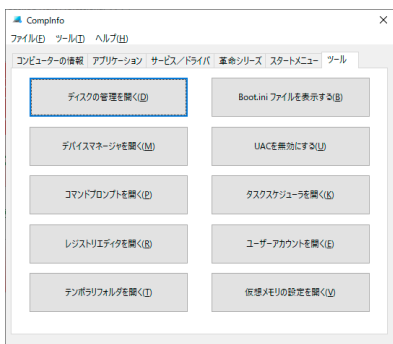 CompInfo
ファイル(F) ツール(T) ヘルプ(H)
コンピューターの情報 アプリケーション サービス／ドライバ 革命シリーズ スタートメニュー ツール
ディスクの管理を開く(D) Boot.ini ファイルを表示する(B)
デバイスマネージャを開く(M) UACを無効にする(U)
コマンドプロンプトを開く(P) タスクスケジューラを開く(K)
レジストリエディタを開く(R) ユーザーアカウントを開く(E)
テンポラリフォルダを開く(T) 仮想メモリの設定を開く(V)